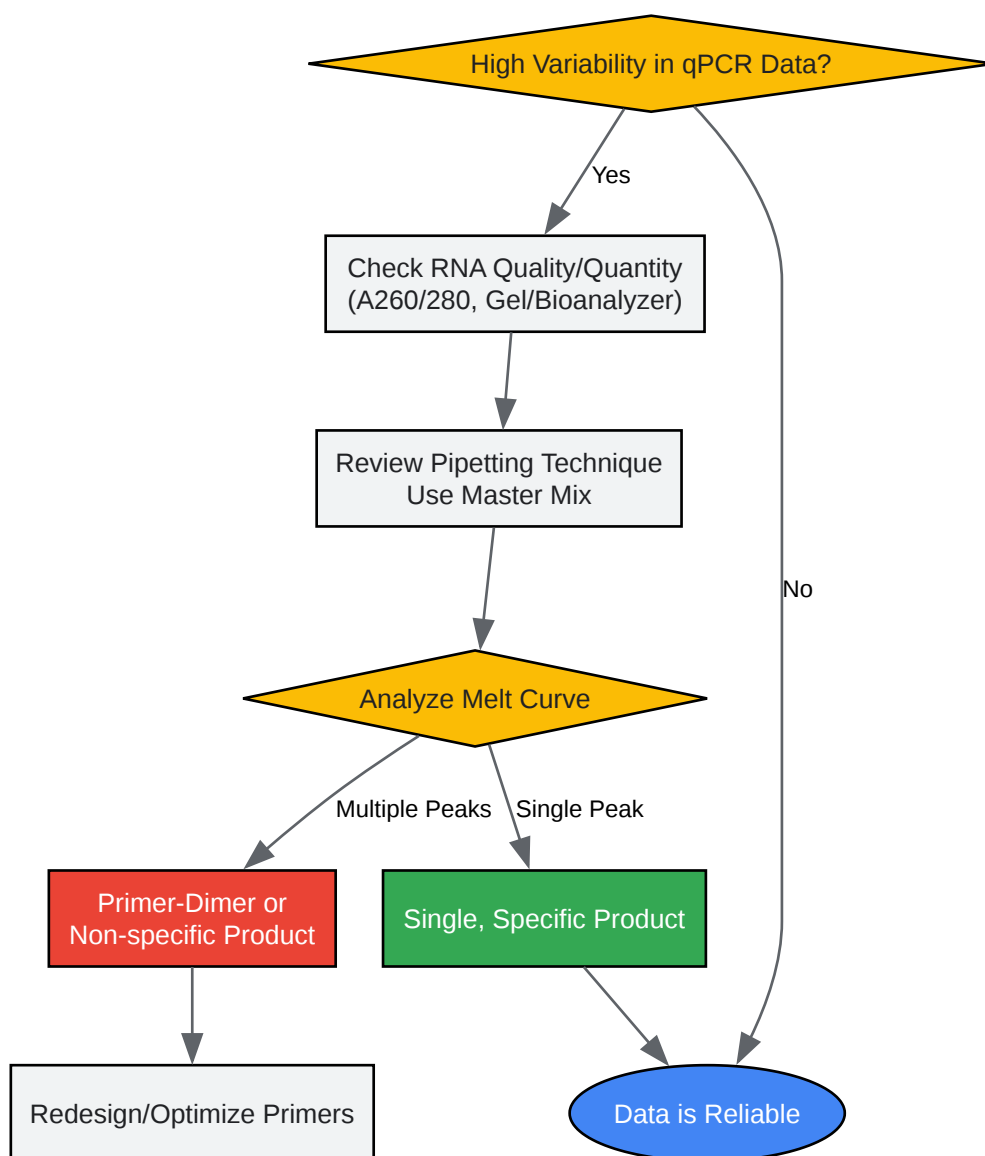 High Variability in qPCR Data?
Yes
Check RNA Quality/Quantity
(A260/280, Gel/Bioanalyzer)
Review Pipetting Technique
Use Master Mix
No
Analyze Melt Curve
Multiple Peaks
Single Peak
Primer-Dimer or
Non-specific Product
Single, Specific Product
Redesign/Optimize Primers
Data is Reliable